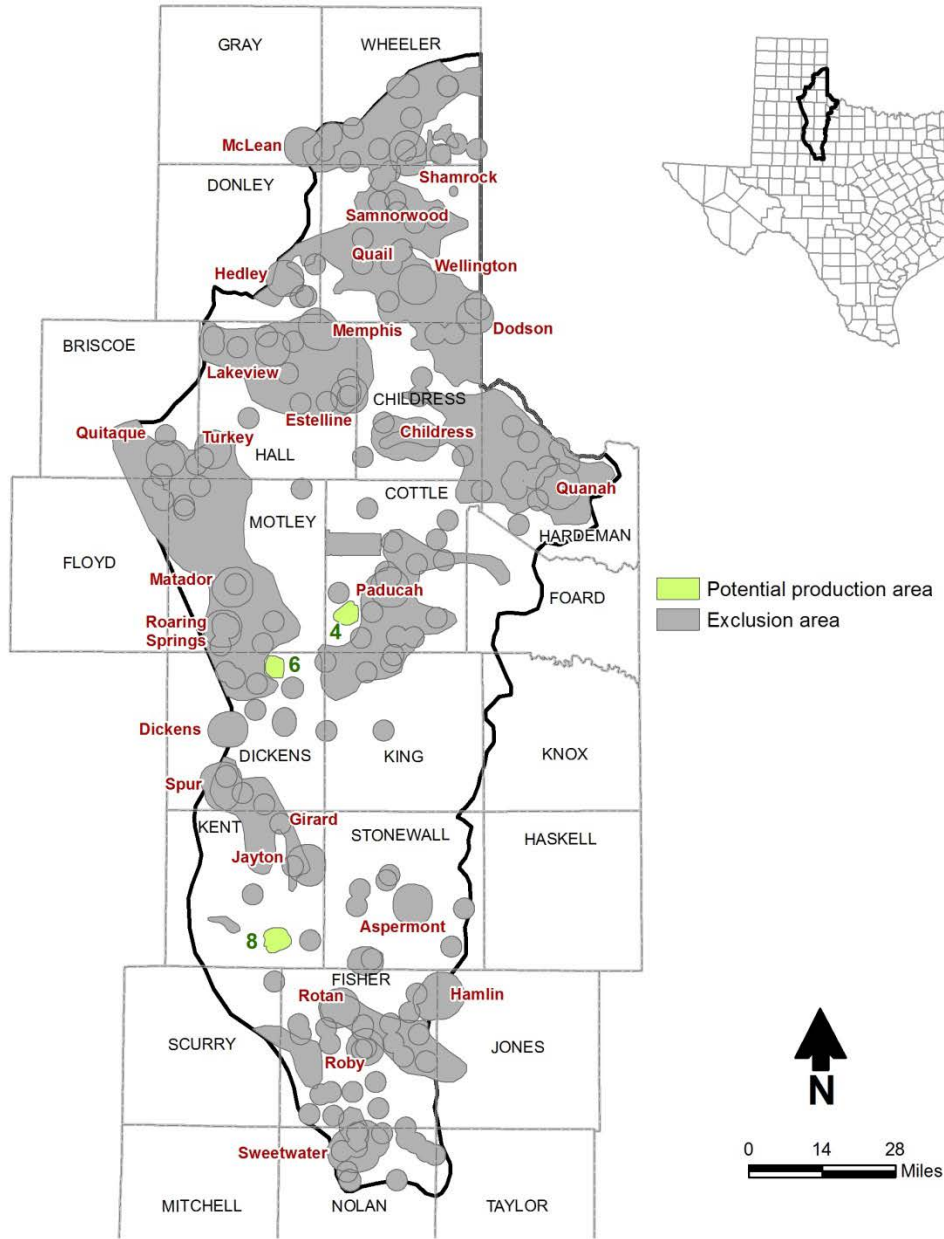 GRAY
WHEELER
McLean
Shamrock
DONLEY
Samnorwood
Quail
Wellington
Hedley
Memphis
Dodson
BRISCOE
Lakeview
CHILDRESS
Estelline
Childress
Quitaque
Turkey
HALL
Quanah
COTTLE
MOTLEY
HARDEMAN
FLOYD
Matador
Paducah
FOARD
Potential production area
Exclusion area
Roaring
Springs
4
6
Dickens
DICKENS
KING
KNOX
Spur
Girard
KENT
STONEWALL
HASKELL
Jayton
Aspermont
8
FISHER
Rotan
Hamlin
SCURRY
JONES
Roby
N
Sweetwater
0 14 28
Miles
MITCHELL
NOLAN
TAYLOR